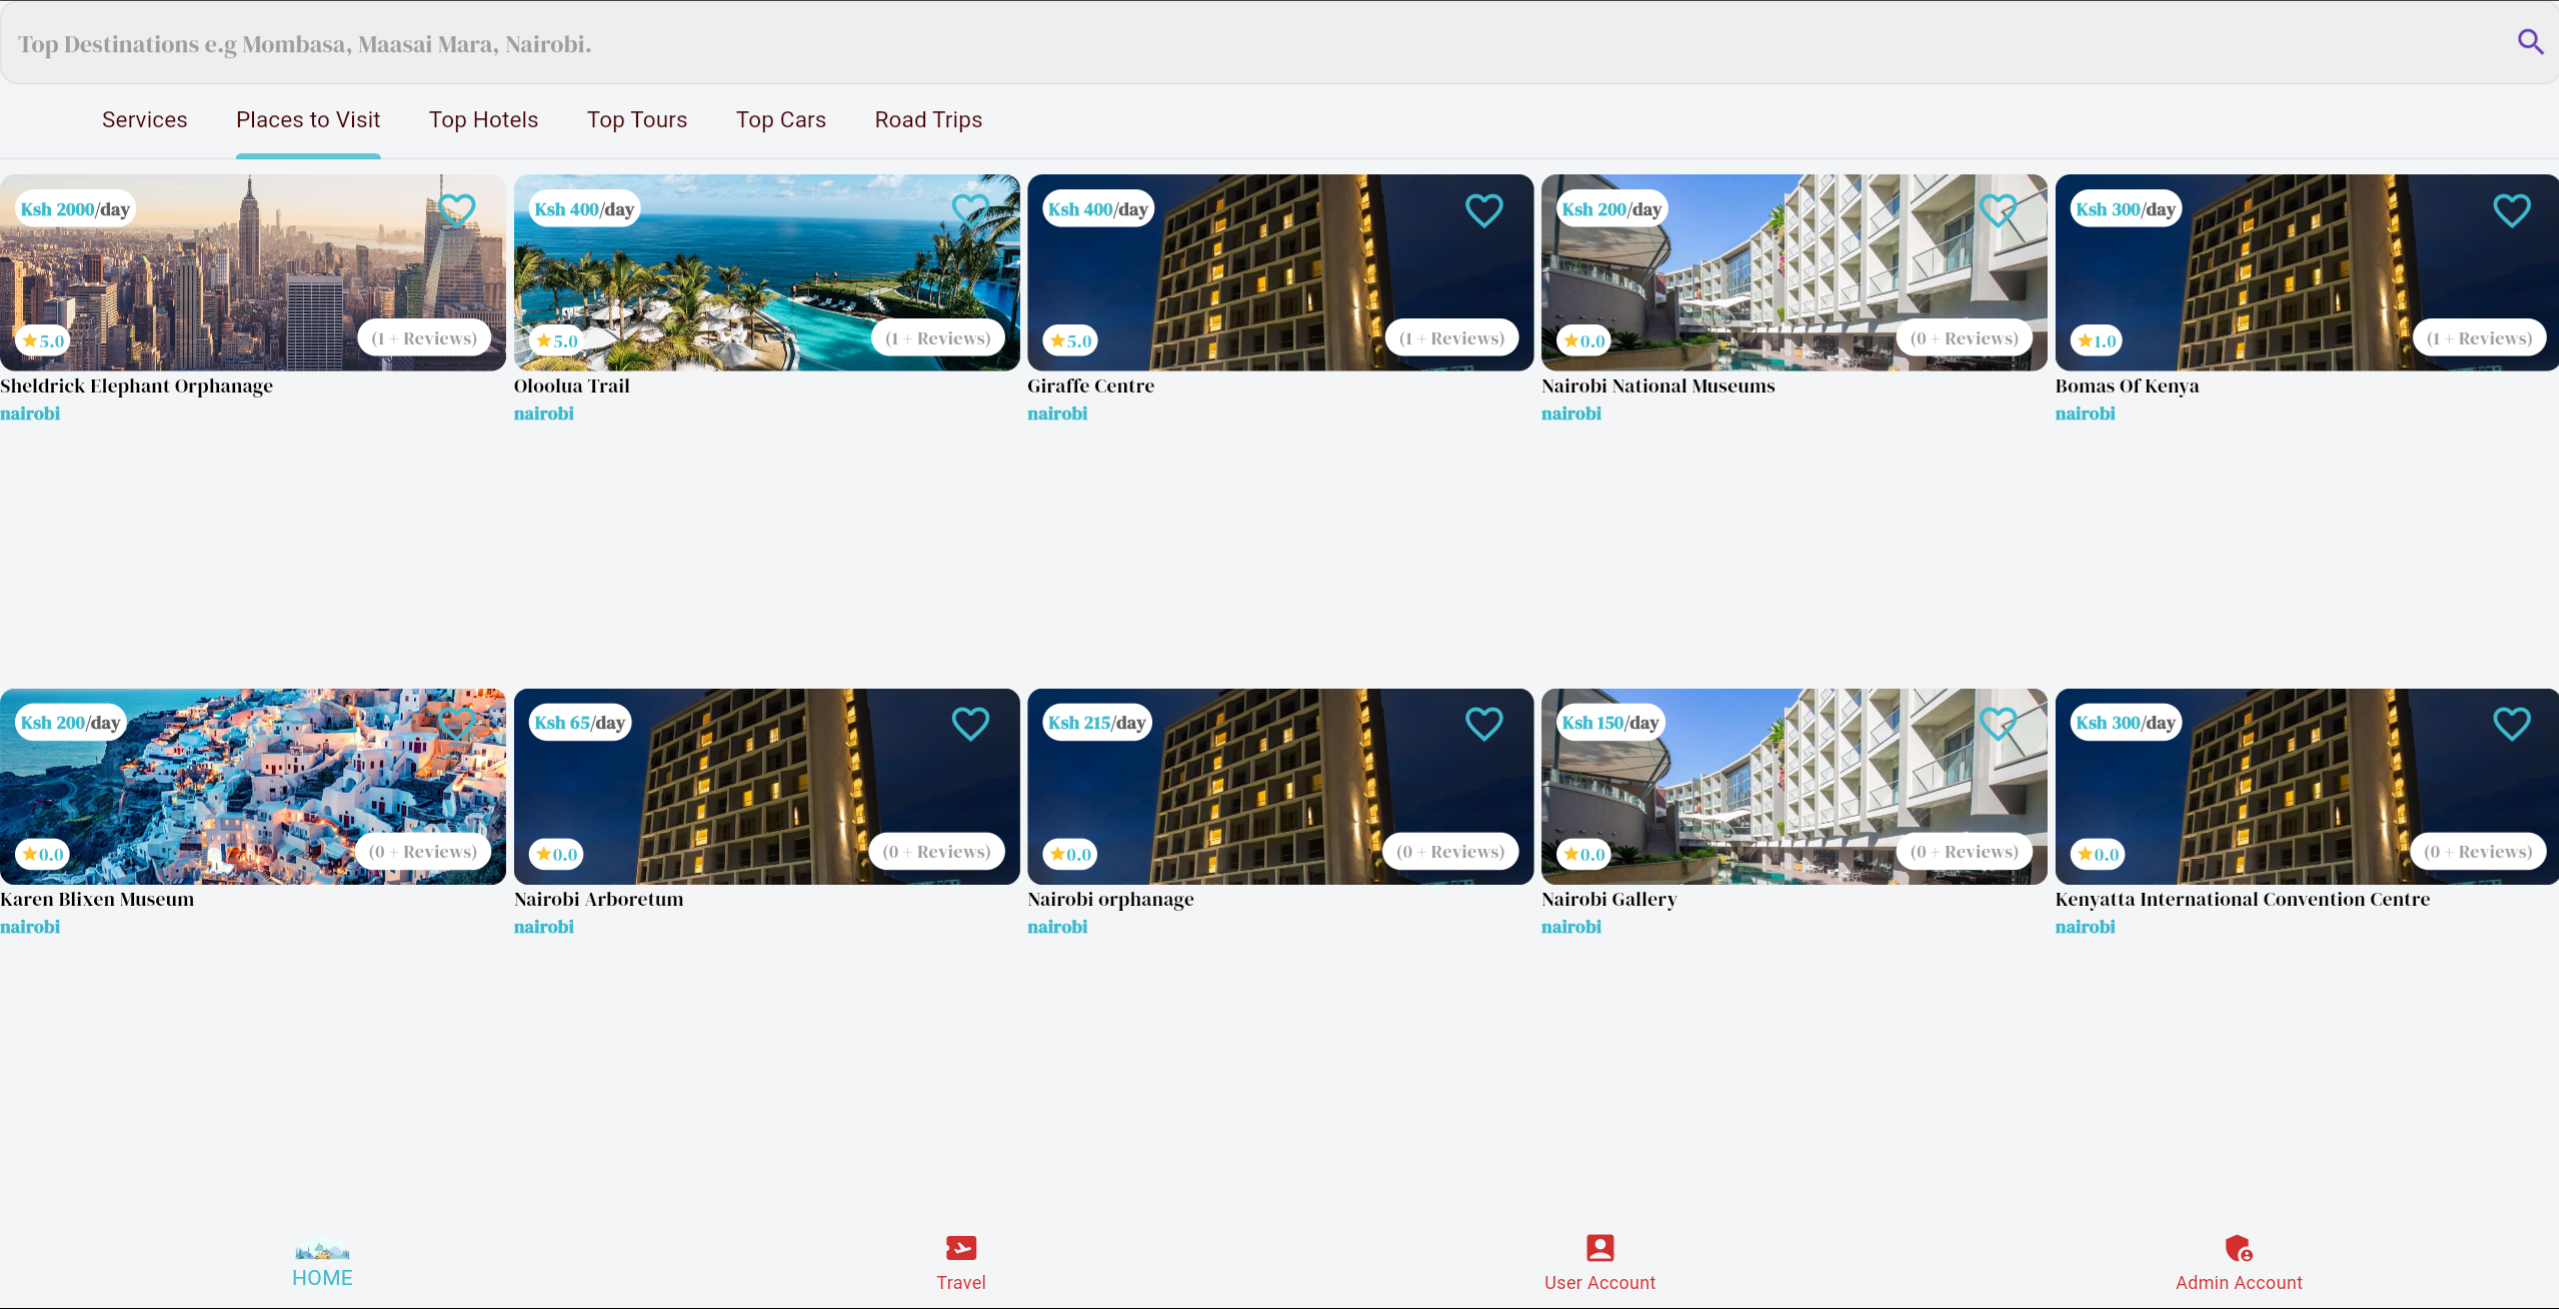 Top Destinations e.g Mombasa, Maasai Mara, Nairobi.
Services Places to Visit Top Hotels Top Tours Top Cars Road Trips
Ksh 2000/day
5.0
(1 + Reviews)
Sheldrick Elephant Orphanage
nairobi
Ksh 400/day
5.0
(1 + Reviews)
Oloolua Trail
nairobi
Ksh 400/day
5.0
(1 + Reviews)
Giraffe Centre
nairobi
Ksh 200/day
0.0
(0 + Reviews)
Nairobi National Museums
nairobi
Ksh 300/day
1.0
(1 + Reviews)
Bomas Of Kenya
nairobi
Ksh 200/day
0.0
(0 + Reviews)
Karen Blixen Museum
nairobi
Ksh 65/day
0.0
(0 + Reviews)
Nairobi Arboretum
nairobi
Ksh 215/day
0.0
(0 + Reviews)
Nairobi orphanage
nairobi
Ksh 150/day
0.0
(0 + Reviews)
Nairobi Gallery
nairobi
Ksh 300/day
0.0
(0 + Reviews)
Kenyatta International Convention Centre
nairobi
HOME
Travel
User Account
Admin Account